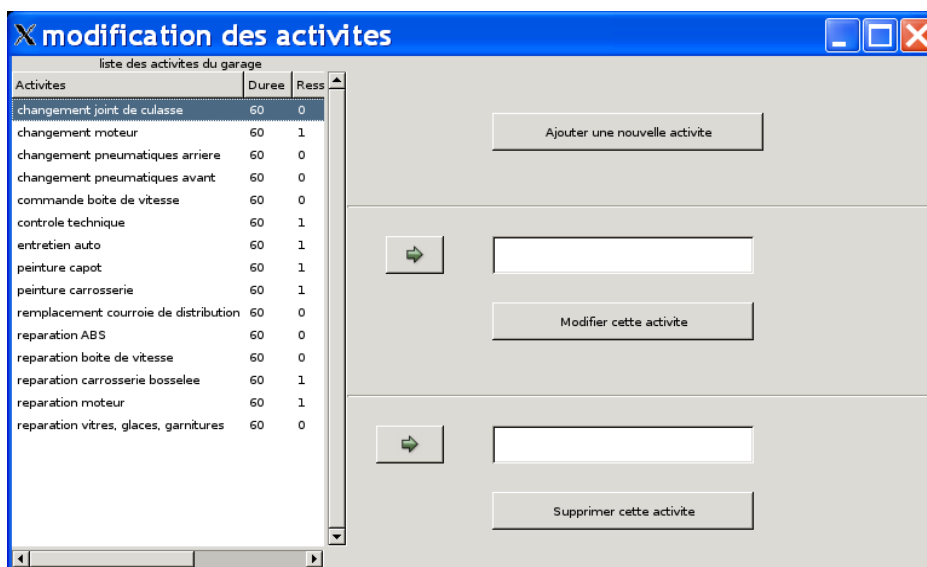 X modification des activites
liste des activites du garage
Activites Duree Ress
changement joint de culasse 60 0
changement moteur 60 1
changement pneumatiques arriere 60 0
changement pneumatiques avant 60 0
commande boite de vitesse 60 0
controle technique 60 1
entretien auto 60 1
peinture capot 60 1
peinture carrosserie 60 1
remplacement courroie de distribution 60 0
reparation ABS 60 0
reparation boite de vitesse 60 0
reparation carrosserie bosselee 60 1
reparation moteur 60 1
reparation vitres, glaces, garnitures 60 0
Ajouter une nouvelle activite
Modifier cette activite
Supprimer cette activite